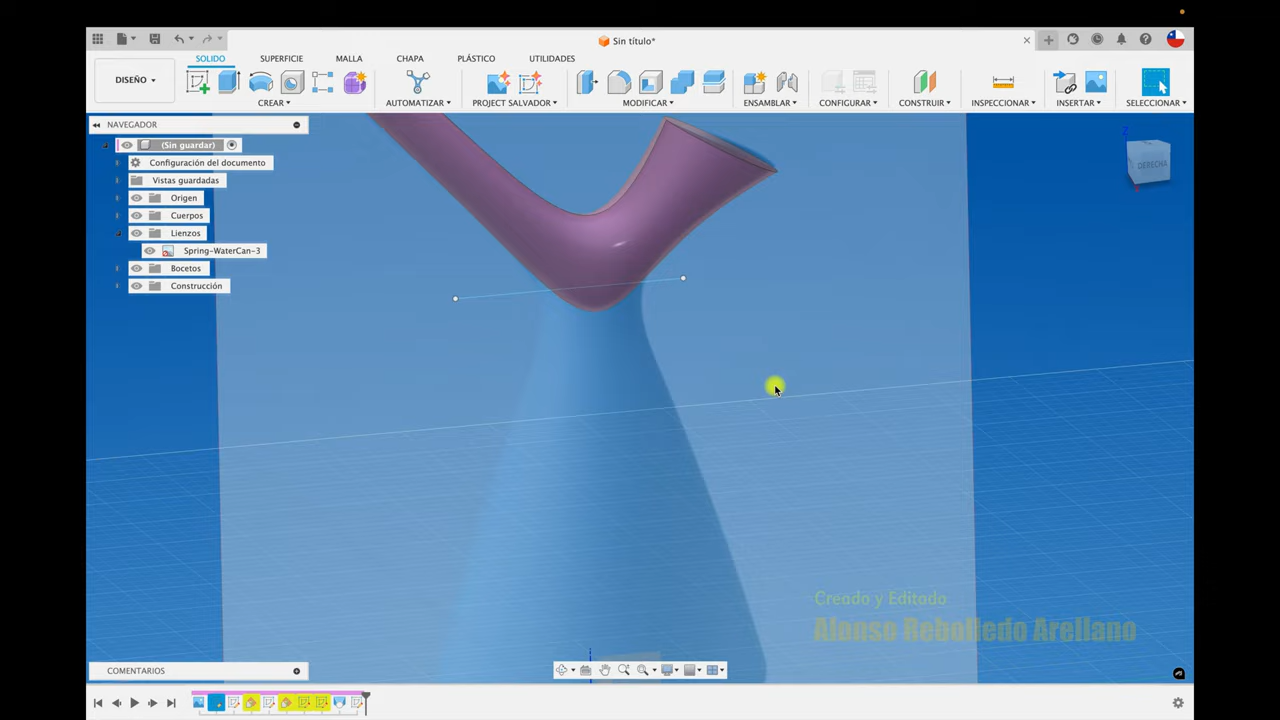 Sin título*
DISEÑO
SOLIDO SUPERFICIE MALLA CHAPA PLÁSTICO UTILIDADES
CREAR AUTOMATIZAR PROJECT SALVADOR MODIFICAR ENSAMBLAR CONFIGURAR CONSTRUIR INSPECCIONAR INSERTAR SELECCIONAR
NAVEGADOR
(Sin guardar)
Configuración del documento
Vistas guardadas
Origen
Cuerpos
Lienzos
Spring-WaterCan-3
Bocetos
Construcción
Z
DERECHA
Creado y Editado
Alonso Rebolledo Arellano
COMENTARIOS